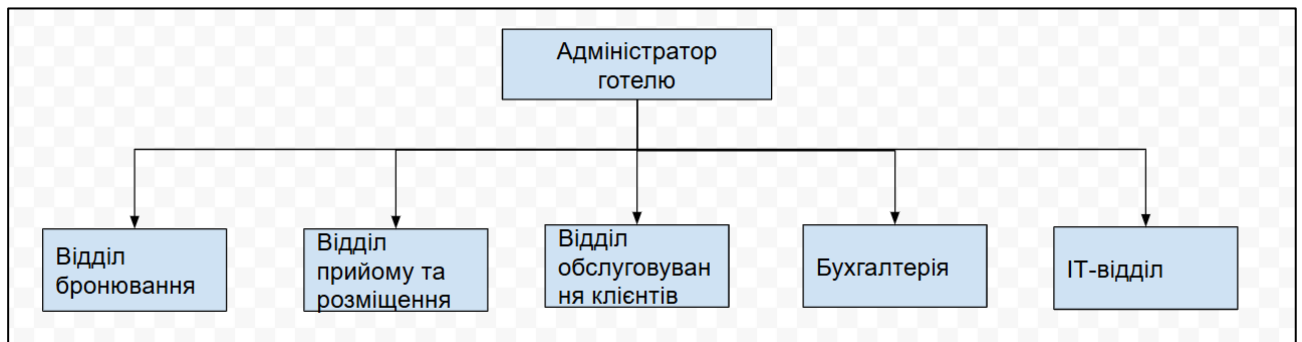 Адміністратор
готелю
Відділ
бронювання
Відділ
прийому та
розміщення
Відділ
обслуговуван
ня клієнтів
Бухгалтерія
ІТ-відділ